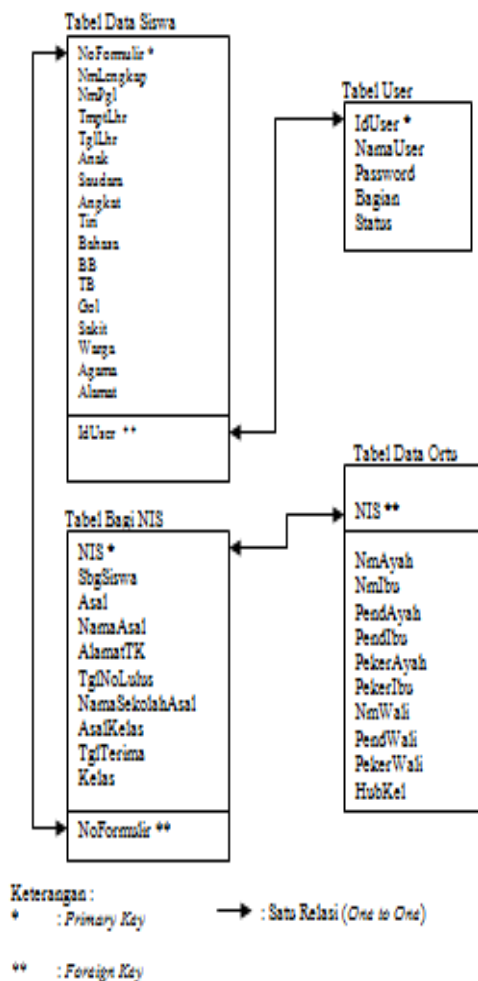 Tabel Data Siswa
NoFormulir *
NmLengkap
NmPgl
TmptLhr
TglLhr
Anak
Saudara
Angkat
Tiri
Bahasa
BB
TB
Gol
Sakit
Warga
Agama
Alamat
IdUser **
Tabel User
IdUser *
NamaUser
Password
Bagian
Status
Tabel Bagi NIS
NIS *
SbgSiswa
Asal
NamaAsal
AlamatTK
TglNoLulus
NamaSekolahAsal
AsalKelas
TglTerima
Kelas
NoFormulir **
Tabel Data Ortu
NIS **
NmAyah
NmIbu
PendAyah
PendIbu
PekerAyah
PekerIbu
NmWali
PendWali
PekerWali
HubKel
Keterangan :
* : Primary Key
: Satu Relasi (One to One)
** : Foreign Key